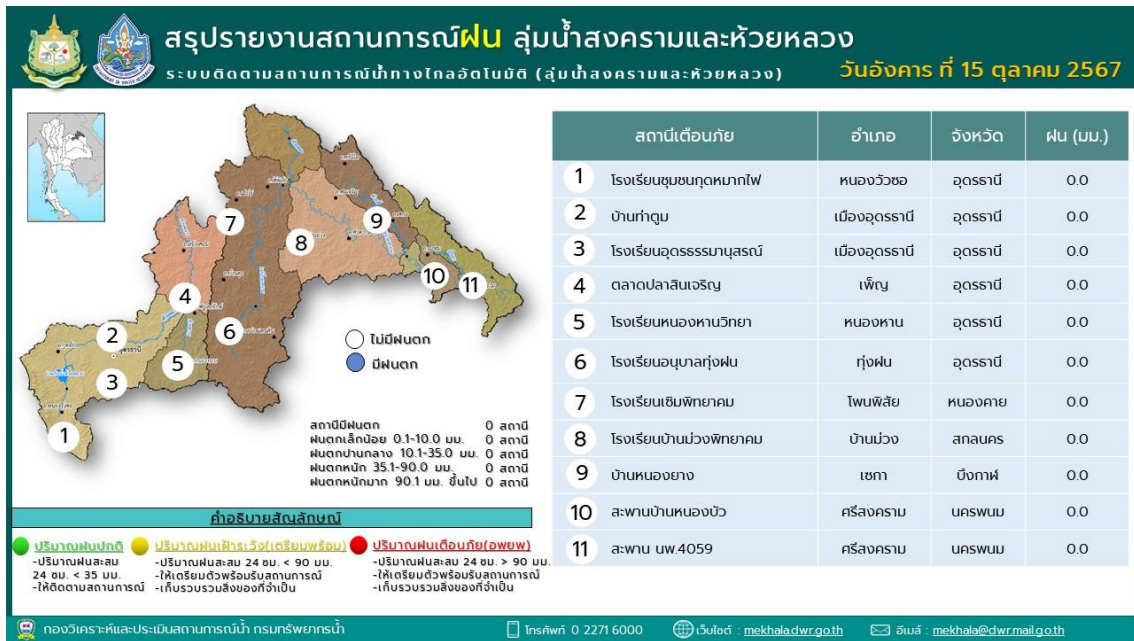 สรุปรายงานสถานการณ์ฝน ลุ่มน้ำสงครามและห้วยหลวง
ระบบติดตามสถานการณ์น้ำทางไกลอัตโนมัติ (ลุ่มน้ำสงครามและห้วยหลวง)
วันอังคาร ที่ 15 ตุลาคม 2567
1
2
3
4
5
6
7
8
9
10
11
ไม่มีฝนตก
มีฝนตก
สถานีมีฝนตก 0 สถานี
ฝนตกเล็กน้อย 0.1-10.0 มม. 0 สถานี
ฝนตกปานกลาง 10.1-35.0 มม. 0 สถานี
ฝนตกหนัก 35.1-90.0 มม. 0 สถานี
ฝนตกหนักมาก 90.1 มม. ขึ้นไป 0 สถานี
สถานีเตือนภัย อำเภอ จังหวัด ฝน (มม.)
1 โรงเรียนชุมชนกุดหมากไฟ หนองวัวซอ อุดรธานี 0.0
2 บ้านท่าตูม เมืองอุดรธานี อุดรธานี 0.0
3 โรงเรียนอุดรธรรมานุสรณ์ เมืองอุดรธานี อุดรธานี 0.0
4 ตลาดปลาสินเจริญ เพ็ญ อุดรธานี 0.0
5 โรงเรียนหนองหานวิทยา หนองหาน อุดรธานี 0.0
6 โรงเรียนอนุบาลทุ่งฝน ทุ่งฝน อุดรธานี 0.0
7 โรงเรียนเซิมพิทยาคม โพนพิสัย หนองคาย 0.0
8 โรงเรียนบ้านม่วงพิทยาคม บ้านม่วง สกลนคร 0.0
9 บ้านหนองยาง เซกา บึงกาฬ 0.0
10 สะพานบ้านหนองบัว ศรีสงคราม นครพนม 0.0
11 สะพาน นพ.4059 ศรีสงคราม นครพนม 0.0
คำอธิบายสัญลักษณ์
ปริมาณฝนปกติ
-ปริมาณฝนสะสม
24 ชม. < 35 มม.
-ให้ติดตามสถานการณ์
ปริมาณฝนเฝ้าระวัง(เตรียมพร้อม)
-ปริมาณฝนสะสม 24 ชม. < 90 มม.
-ให้เตรียมตัวพร้อมรับสถานการณ์
-เก็บรวบรวมสิ่งของที่จำเป็น
ปริมาณฝนเตือนภัย(อพยพ)
-ปริมาณฝนสะสม 24 ชม. > 90 มม.
-ให้เตรียมตัวพร้อมรับสถานการณ์
-เก็บรวบรวมสิ่งของที่จำเป็น
กองวิเคราะห์และประเมินสถานการณ์น้ำ กรมทรัพยากรน้ำ
โทรศัพท์ 0 2271 6000
เว็บไซต์ : mekhala.dwr.go.th
อีเมล์ : mekhala@dwr.mail.go.th